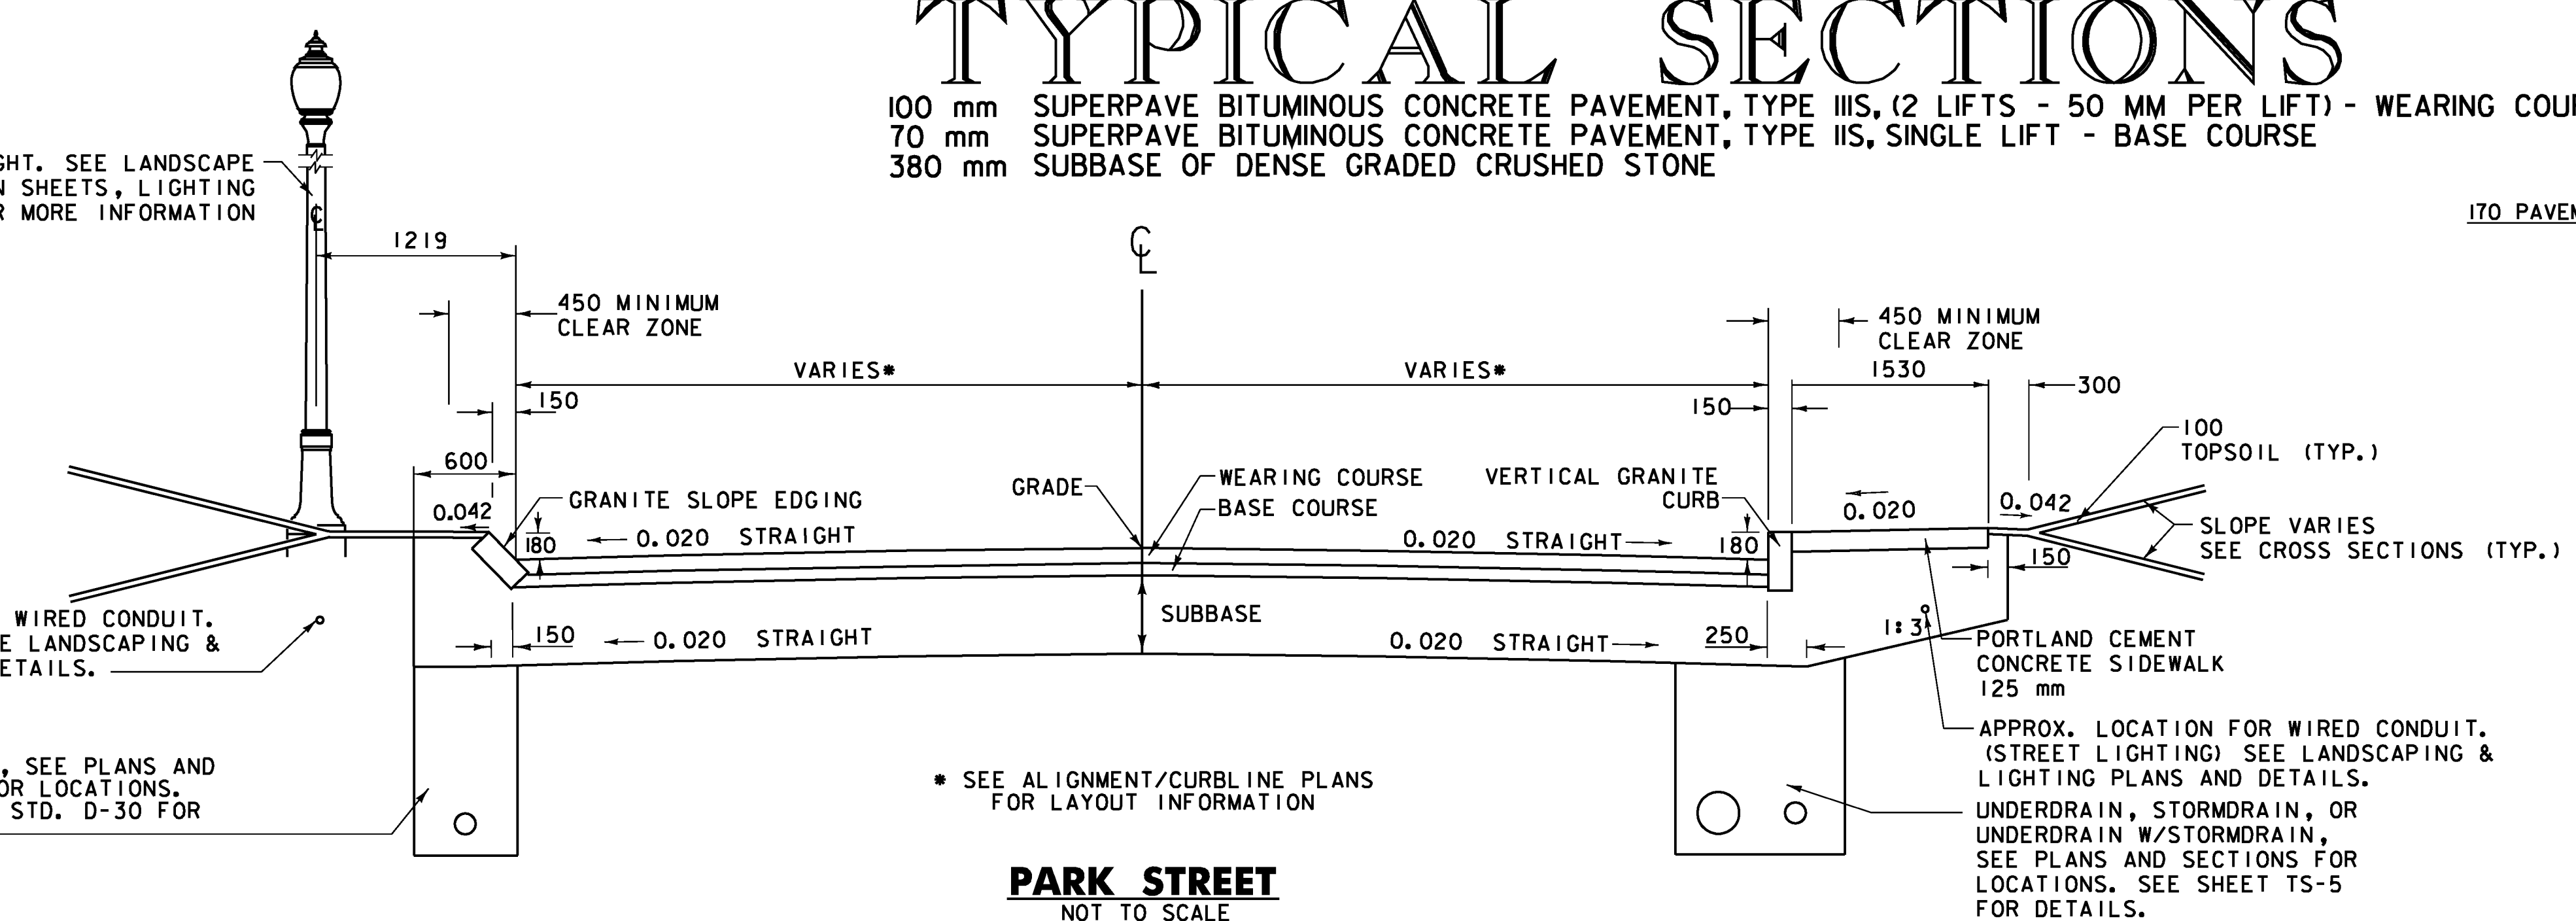 TYPICAL SECTIONS
100 mm SUPERPAVE BITUMINOUS CONCRETE PAVEMENT, TYPE IIIS, (2 LIFTS - 50 MM PER LIFT) - WEARING
70 mm SUPERPAVE BITUMINOUS CONCRETE PAVEMENT, TYPE IIS, SINGLE LIFT - BASE COURSE
380 mm SUBBASE OF DENSE GRADED CRUSHED STONE
SEE LANDSCAPE
SHEETS, LIGHTING
MORE INFORMATION
170
℄
1219
℄
450 MINIMUM
CLEAR ZONE
450 MINIMUM
CLEAR ZONE
VARIES*
VARIES*
1530
300
150
150
100
TOPSOIL (TYP.)
600
GRADE
WEARING COURSE
BASE COURSE
VERTICAL GRANITE
CURB
GRANITE SLOPE EDGING
0.042
180
0.020 STRAIGHT
0.020 STRAIGHT
180
0.020
0.042
SLOPE VARIES
SEE CROSS SECTIONS (TYP.)
150
SUBBASE
WIRED CONDUIT.
LANDSCAPING &
150
0.020 STRAIGHT
0.020 STRAIGHT
250
1:3
PORTLAND CEMENT
CONCRETE SIDEWALK
125 mm
APPROX. LOCATION FOR WIRED CONDUIT.
(STREET LIGHTING) SEE LANDSCAPING &
LIGHTING PLANS AND DETAILS.
, SEE PLANS AND
LOCATIONS.
STD. D-30 FOR
* SEE ALIGNMENT/CURBLINE PLANS
FOR LAYOUT INFORMATION
UNDERDRAIN, STORMDRAIN, OR
UNDERDRAIN W/STORMDRAIN,
SEE PLANS AND SECTIONS FOR
LOCATIONS. SEE SHEET TS-5
FOR DETAILS.
PARK STREET
NOT TO SCALE